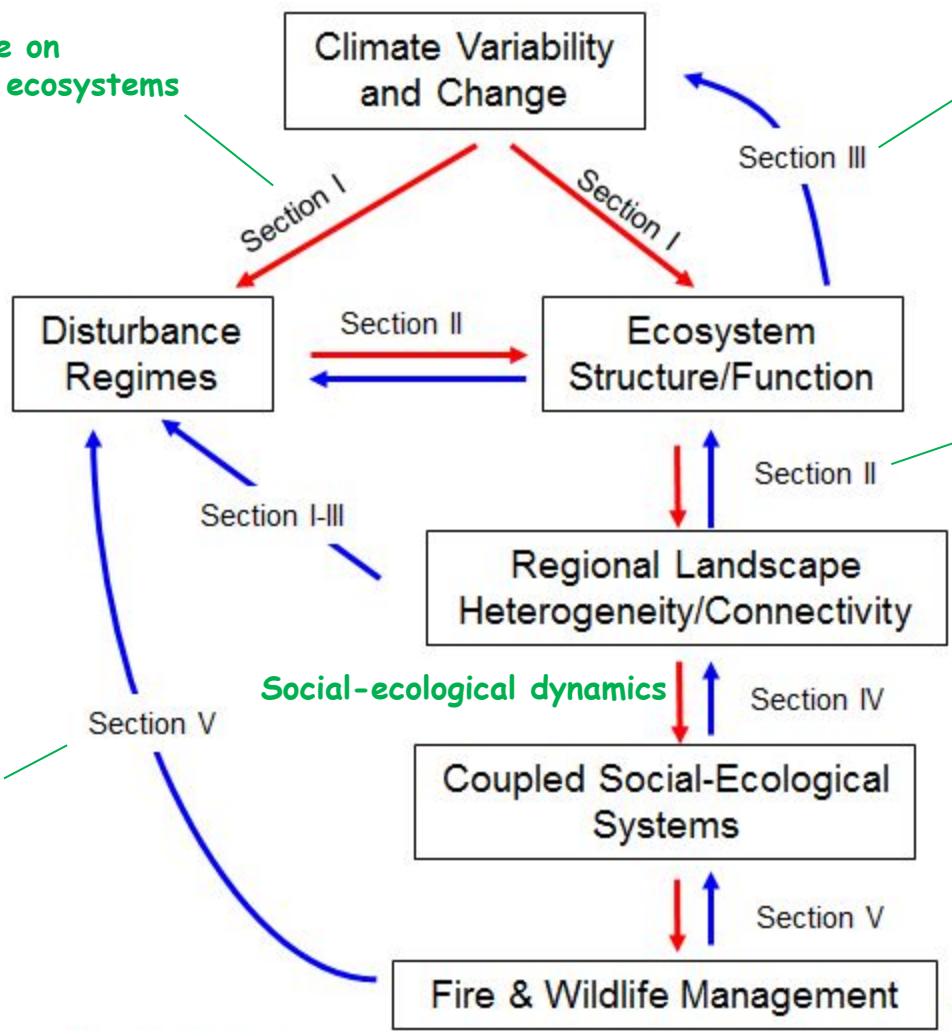 e on
ecosystems
Climate Variability
and Change
Section III
Section I
Section I
Disturbance
Regimes
Section II
Ecosystem
Structure/Function
Section II
Section I-III
Regional Landscape
Heterogeneity/Connectivity
Social-ecological dynamics
Section IV
Section V
Coupled Social-Ecological
Systems
Section V
Fire & Wildlife Management